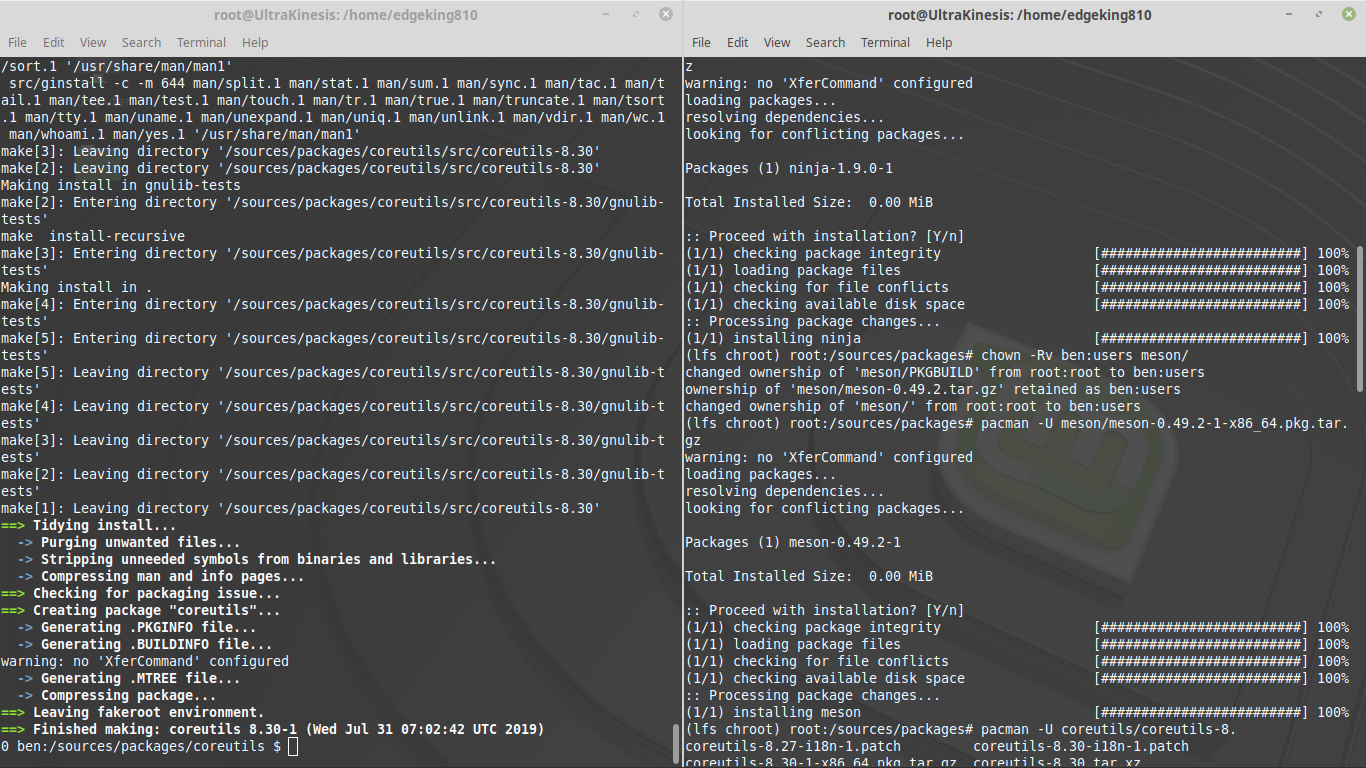 root@UltraKinesis: /home/edgeking810
File Edit View Search Terminal Help
/sort.1 '/usr/share/man/man1'
 src/ginstall -c -m 644 man/split.1 man/stat.1 man/sum.1 man/sync.1 man/tac.1 man/t
ail.1 man/tee.1 man/test.1 man/touch.1 man/tr.1 man/true.1 man/truncate.1 man/tsort
.1 man/tty.1 man/uname.1 man/unexpand.1 man/uniq.1 man/unlink.1 man/vdir.1 man/wc.1
 man/whoami.1 man/yes.1 '/usr/share/man/man1'
make[3]: Leaving directory '/sources/packages/coreutils/src/coreutils-8.30'
make[2]: Leaving directory '/sources/packages/coreutils/src/coreutils-8.30'
Making install in gnulib-tests
make[2]: Entering directory '/sources/packages/coreutils/src/coreutils-8.30/gnulib-
tests'
make  install-recursive
make[3]: Entering directory '/sources/packages/coreutils/src/coreutils-8.30/gnulib-
tests'
Making install in .
make[4]: Entering directory '/sources/packages/coreutils/src/coreutils-8.30/gnulib-
tests'
make[5]: Entering directory '/sources/packages/coreutils/src/coreutils-8.30/gnulib-
tests'
make[5]: Leaving directory '/sources/packages/coreutils/src/coreutils-8.30/gnulib-t
ests'
make[4]: Leaving directory '/sources/packages/coreutils/src/coreutils-8.30/gnulib-t
ests'
make[3]: Leaving directory '/sources/packages/coreutils/src/coreutils-8.30/gnulib-t
ests'
make[2]: Leaving directory '/sources/packages/coreutils/src/coreutils-8.30/gnulib-t
ests'
make[1]: Leaving directory '/sources/packages/coreutils/src/coreutils-8.30'
==> Tidying install...
  -> Purging unwanted files...
  -> Stripping unneeded symbols from binaries and libraries...
  -> Compressing man and info pages...
==> Checking for packaging issue...
==> Creating package "coreutils"...
  -> Generating .PKGINFO file...
  -> Generating .BUILDINFO file...
warning: no 'XferCommand' configured
  -> Generating .MTREE file...
  -> Compressing package...
==> Leaving fakeroot environment.
==> Finished making: coreutils 8.30-1 (Wed Jul 31 07:02:42 UTC 2019)
0 ben:/sources/packages/coreutils $
root@UltraKinesis: /home/edgeking810
File Edit View Search Terminal Help
z
warning: no 'XferCommand' configured
loading packages...
resolving dependencies...
looking for conflicting packages...
Packages (1) ninja-1.9.0-1
Total Installed Size:  0.00 MiB
:: Proceed with installation? [Y/n]
(1/1) checking package integrity [#########################] 100%
(1/1) loading package files [#########################] 100%
(1/1) checking for file conflicts [#########################] 100%
(1/1) checking available disk space [#########################] 100%
:: Processing package changes...
(1/1) installing ninja [#########################] 100%
(lfs chroot) root:/sources/packages# chown -Rv ben:users meson/
changed ownership of 'meson/PKGBUILD' from root:root to ben:users
ownership of 'meson/meson-0.49.2.tar.gz' retained as ben:users
changed ownership of 'meson/' from root:root to ben:users
(lfs chroot) root:/sources/packages# pacman -U meson/meson-0.49.2-1-x86_64.pkg.tar.
gz
warning: no 'XferCommand' configured
loading packages...
resolving dependencies...
looking for conflicting packages...
Packages (1) meson-0.49.2-1
Total Installed Size:  0.00 MiB
:: Proceed with installation? [Y/n]
(1/1) checking package integrity [#########################] 100%
(1/1) loading package files [#########################] 100%
(1/1) checking for file conflicts [#########################] 100%
(1/1) checking available disk space [#########################] 100%
:: Processing package changes...
(1/1) installing meson [#########################] 100%
(lfs chroot) root:/sources/packages# pacman -U coreutils/coreutils-8.
coreutils-8.27-i18n-1.patch coreutils-8.30-i18n-1.patch
coreutils-8.30-1-x86_64.pkg.tar.gz coreutils-8.30.tar.xz